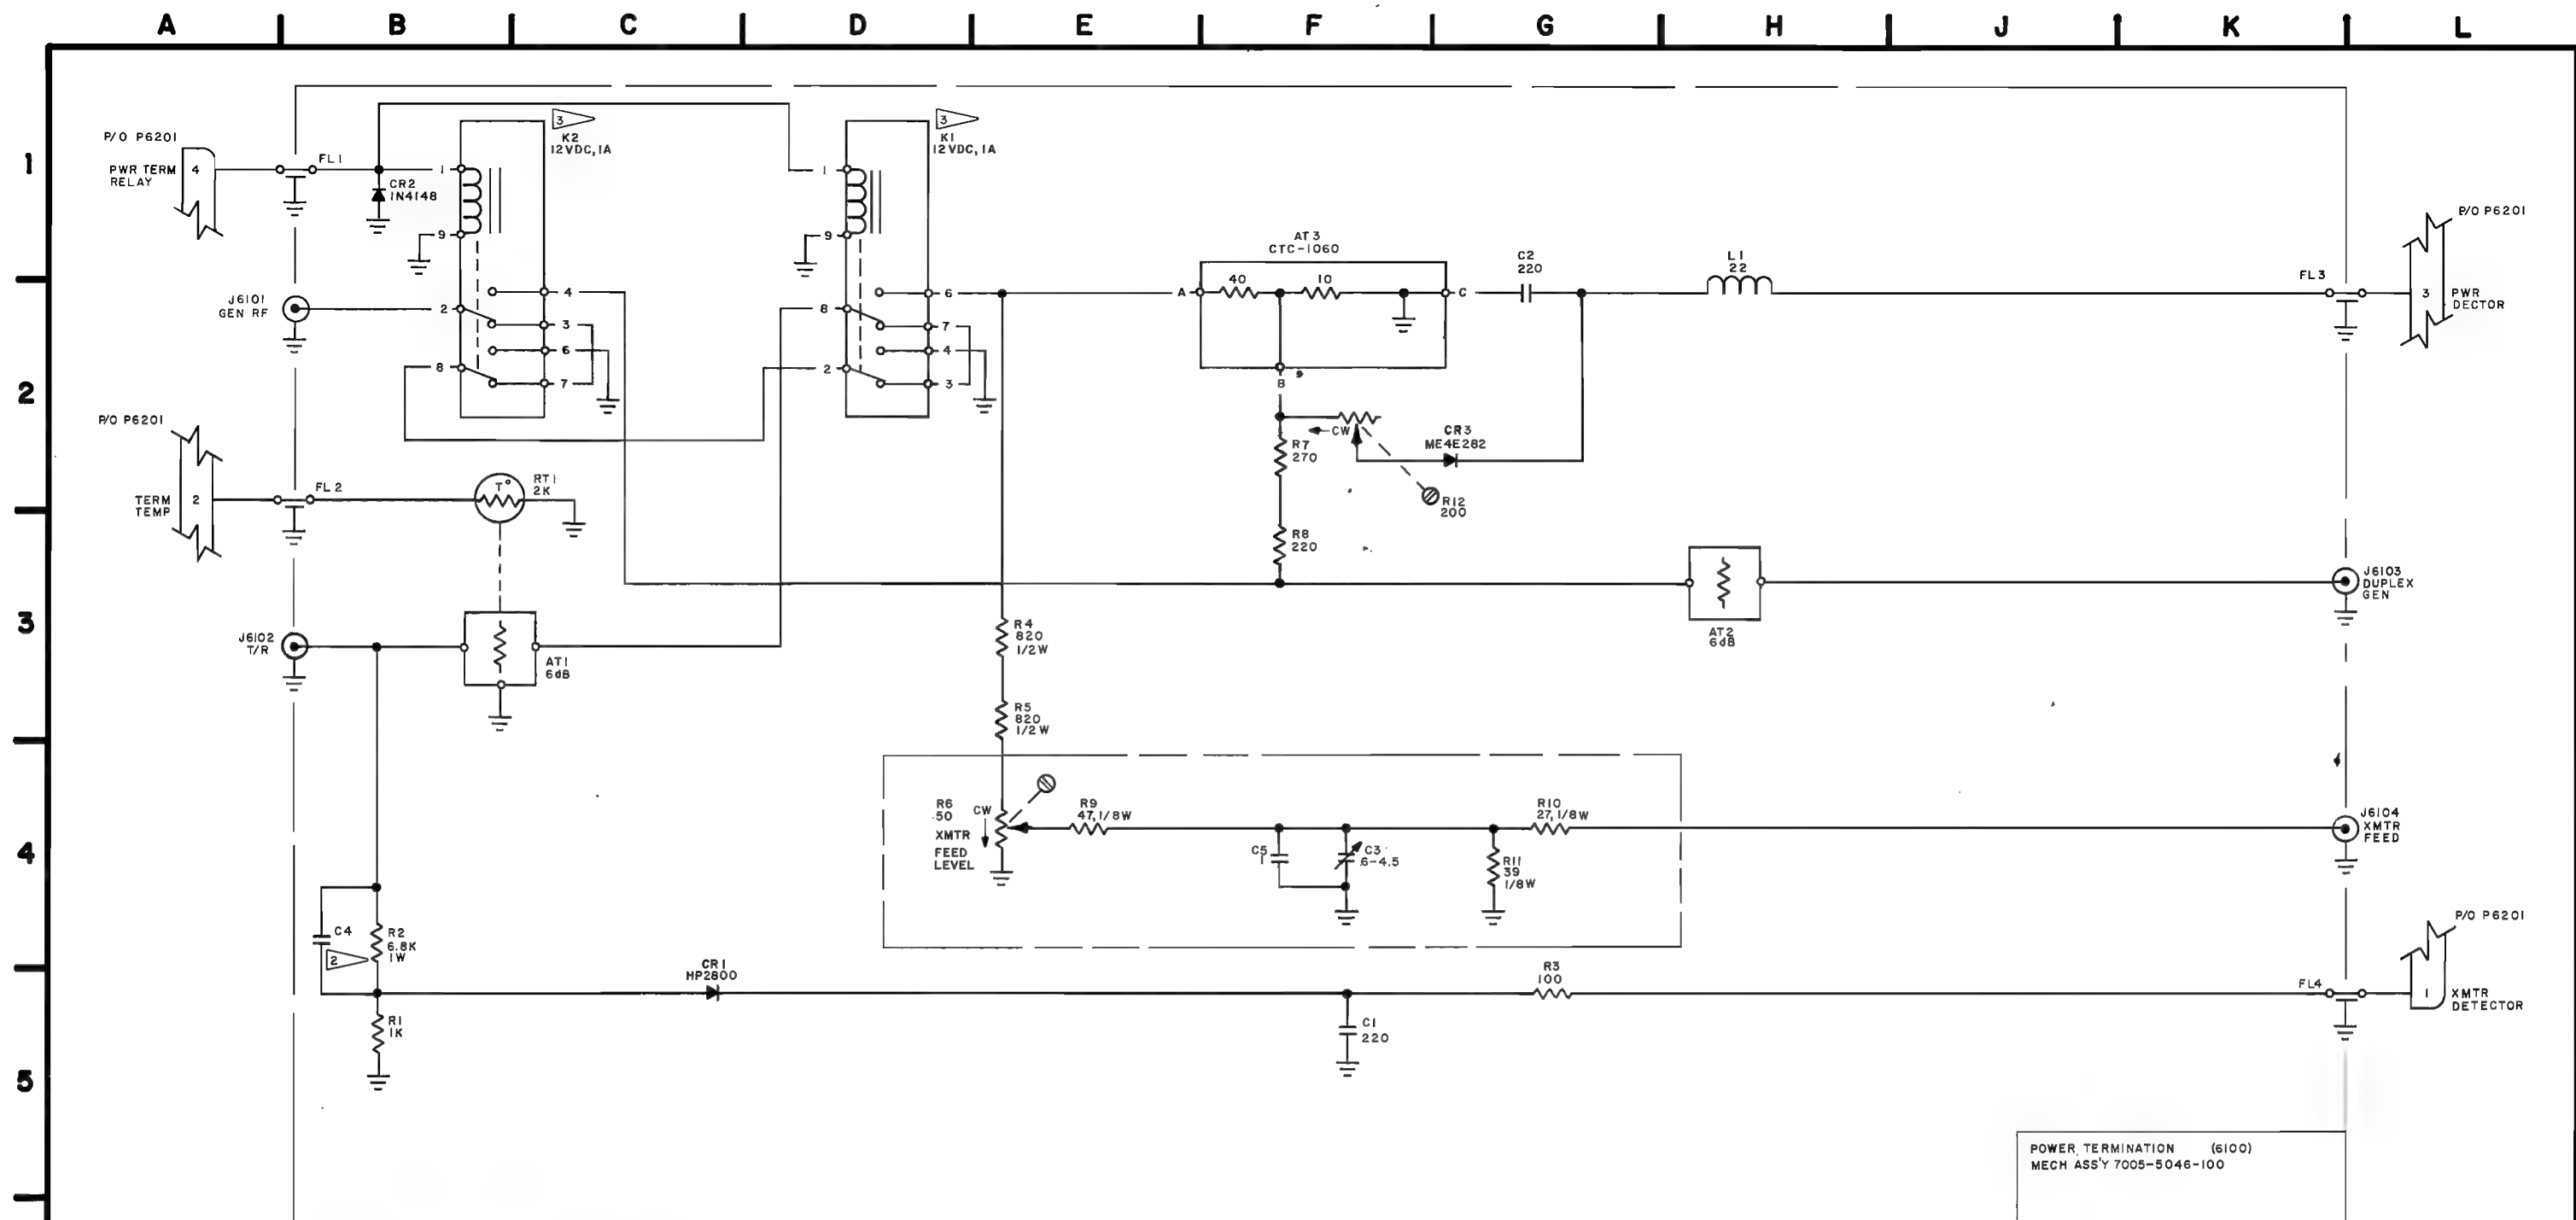 A B C D E F G H J K L
1
2
3
4
5
P/O P6201
PWR TERM
RELAY
4
FL1
CR2
1N4148
1
9
3
K2
12VDC,1A
J6101
GEN RF
2
8
4
3
6
7
3
K1
12VDC,1A
1
9
8
2
6
7
4
3
AT3
CTC-1060
A
40
10
C
B
C2
220
L1
22
FL3
P/O P6201
3
PWR
DECTOR
R7
270
CW
CR3
ME4E282
R12
200
R8
220
P/O P6201
TERM
TEMP
2
FL2
T°
RT1
2K
J6102
T/R
AT1
6dB
R4
820
1/2W
R5
820
1/2W
AT2
6dB
J6103
DUPLEX
GEN
R6
50
CW
XMTR
FEED
LEVEL
R9
47,1/8W
C5
1
C3
.6-4.5
R10
27,1/8W
R11
39
1/8W
J6104
XMTR
FEED
C4
2
R2
6.8K
1W
R1
1K
CR1
HP2800
C1
220
R3
100
FL4
P/O P6201
1
XMTR
DETECTOR
POWER TERMINATION (6100)
MECH ASS'Y 7005-5046-100